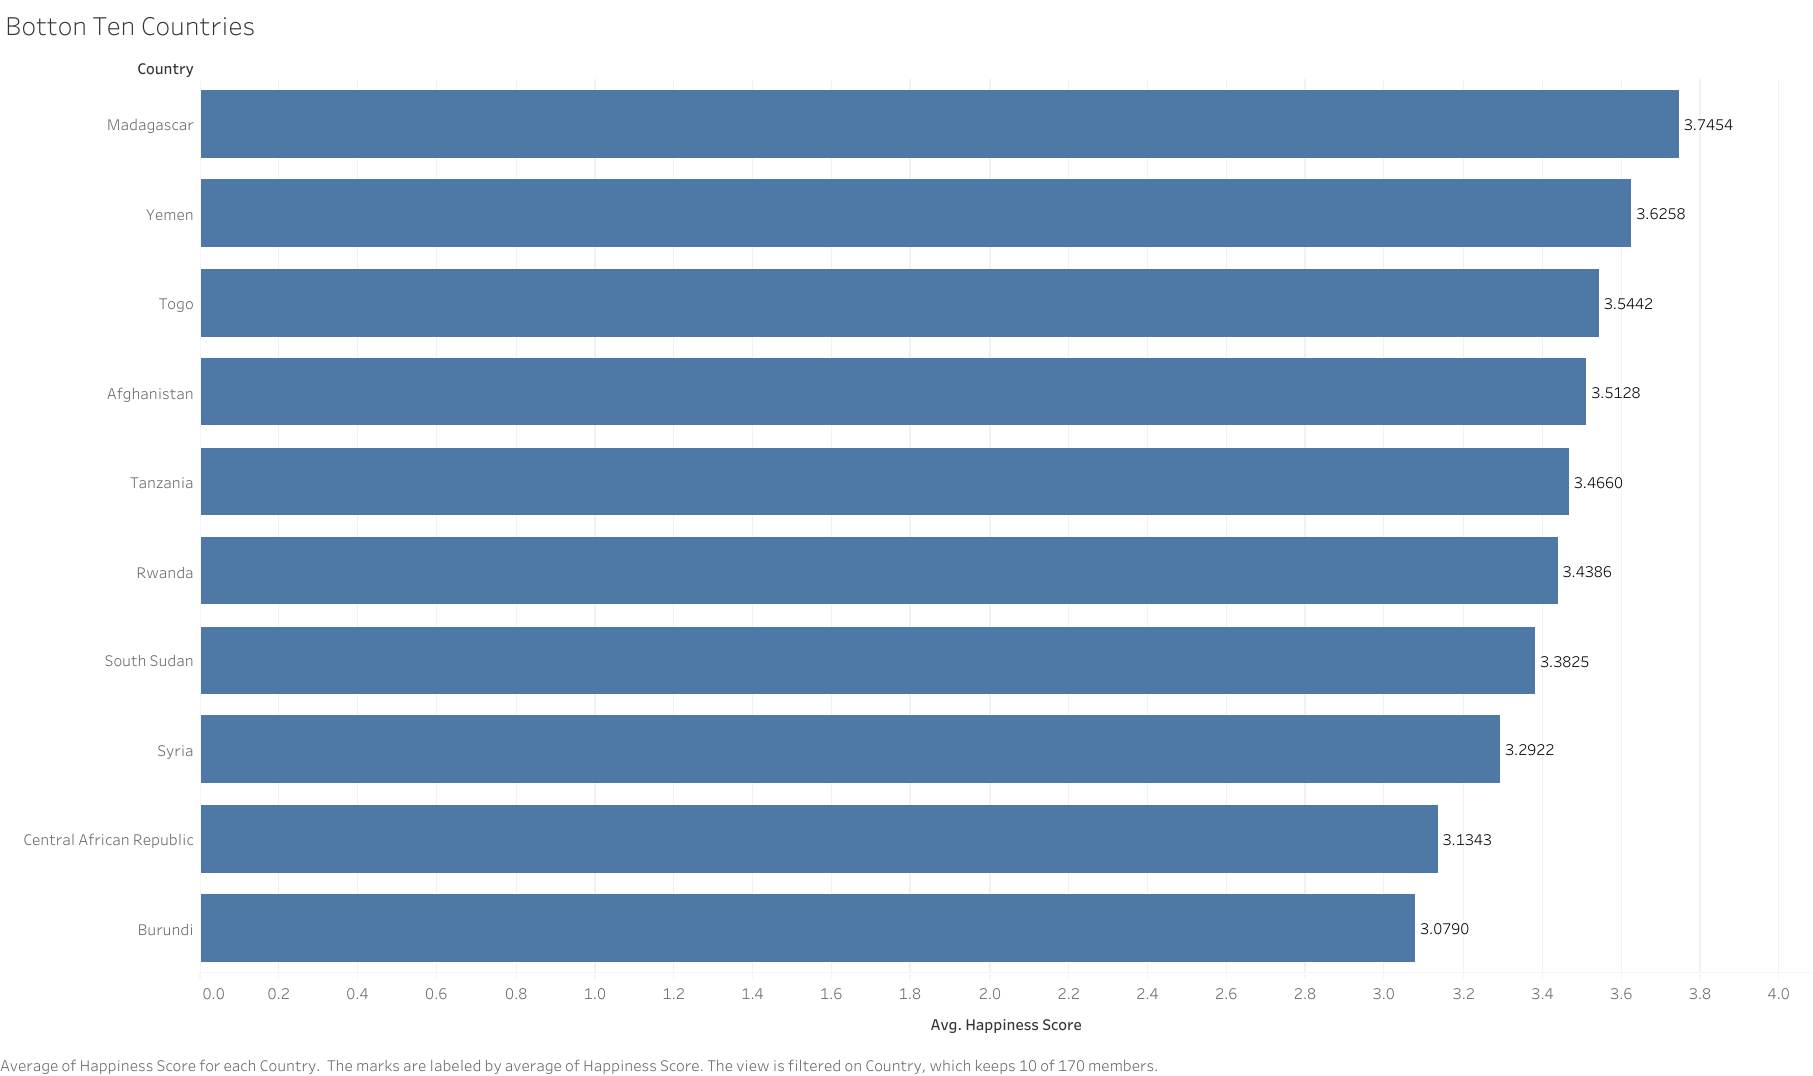 Botton Ten Countries
Country
Madagascar 3.7454
Yemen 3.6258
Togo 3.5442
Afghanistan 3.5128
Tanzania 3.4660
Rwanda 3.4386
South Sudan 3.3825
Syria 3.2922
Central African Republic 3.1343
Burundi 3.0790
0.0 0.2 0.4 0.6 0.8 1.0 1.2 1.4 1.6 1.8 2.0 2.2 2.4 2.6 2.8 3.0 3.2 3.4 3.6 3.8 4.0
Avg. Happiness Score
Average of Happiness Score for each Country.  The marks are labeled by average of Happiness Score. The view is filtered on Country, which keeps 10 of 170 members.